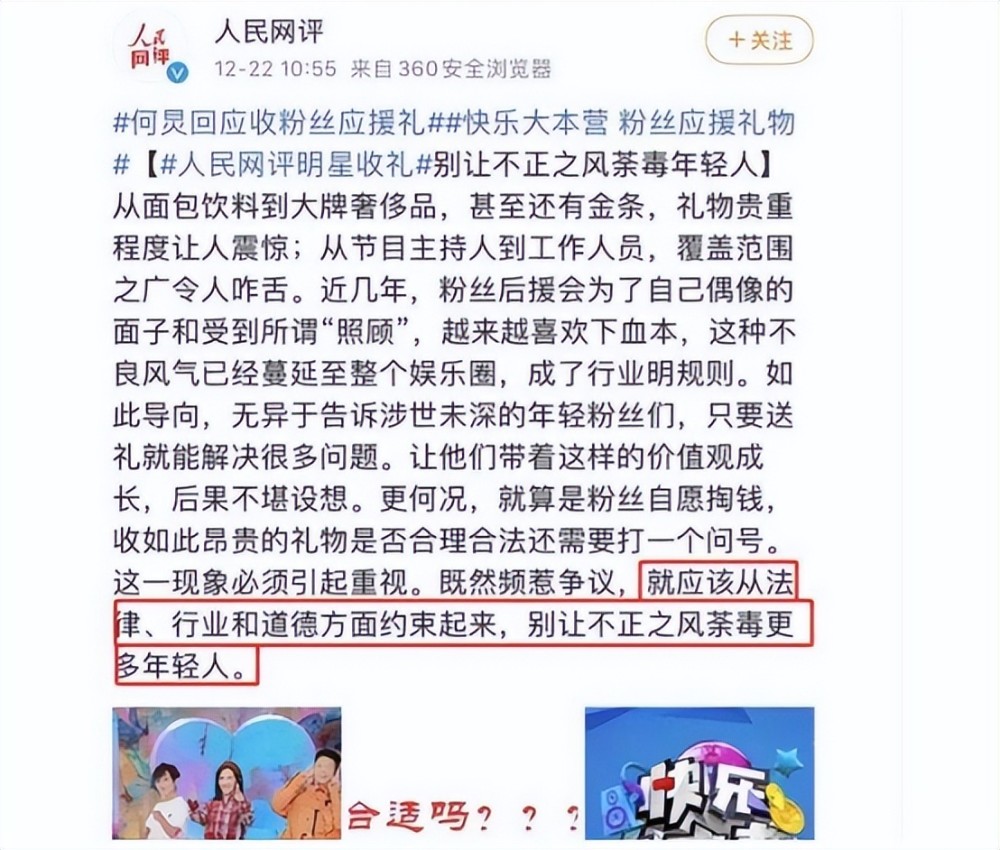 人民网评
人民网评
12-22 10:55 来自 360安全浏览器
+关注
#何炅回应收粉丝应援礼##快乐大本营 粉丝应援礼物
#【#人民网评明星收礼#别让不正之风荼毒年轻人】
从面包饮料到大牌奢侈品，甚至还有金条，礼物贵重
程度让人震惊；从节目主持人到工作人员，覆盖范围
之广令人咋舌。近几年，粉丝后援会为了自己偶像的
面子和受到所谓“照顾”，越来越喜欢下血本，这种不
良风气已经蔓延至整个娱乐圈，成了行业明规则。如
此导向，无异于告诉涉世未深的年轻粉丝们，只要送
礼就能解决很多问题。让他们带着这样的价值观成
长，后果不堪设想。更何况，就算是粉丝自愿掏钱，
收如此昂贵的礼物是否合理合法还需要打一个问号。
这一现象必须引起重视。既然频惹争议，就应该从法
律、行业和道德方面约束起来，别让不正之风荼毒更
多年轻人。
合适吗？？？
快乐